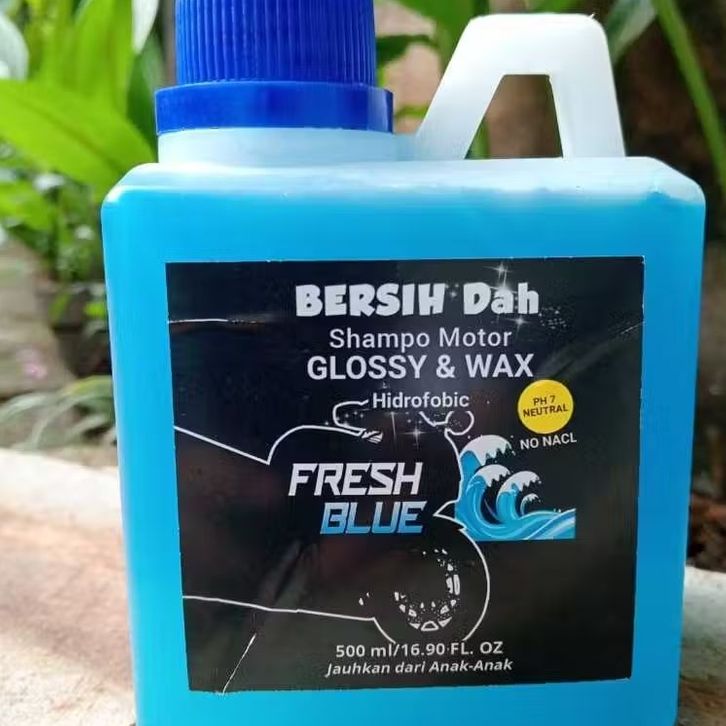 BERSIH Dah
Shampo Motor
GLOSSY & WAX
Hidrofobic
PH 7
NEUTRAL
NO NACL
FRESH
BLUE
500 ml/16.90 FL. OZ
Jauhkan dari Anak-Anak